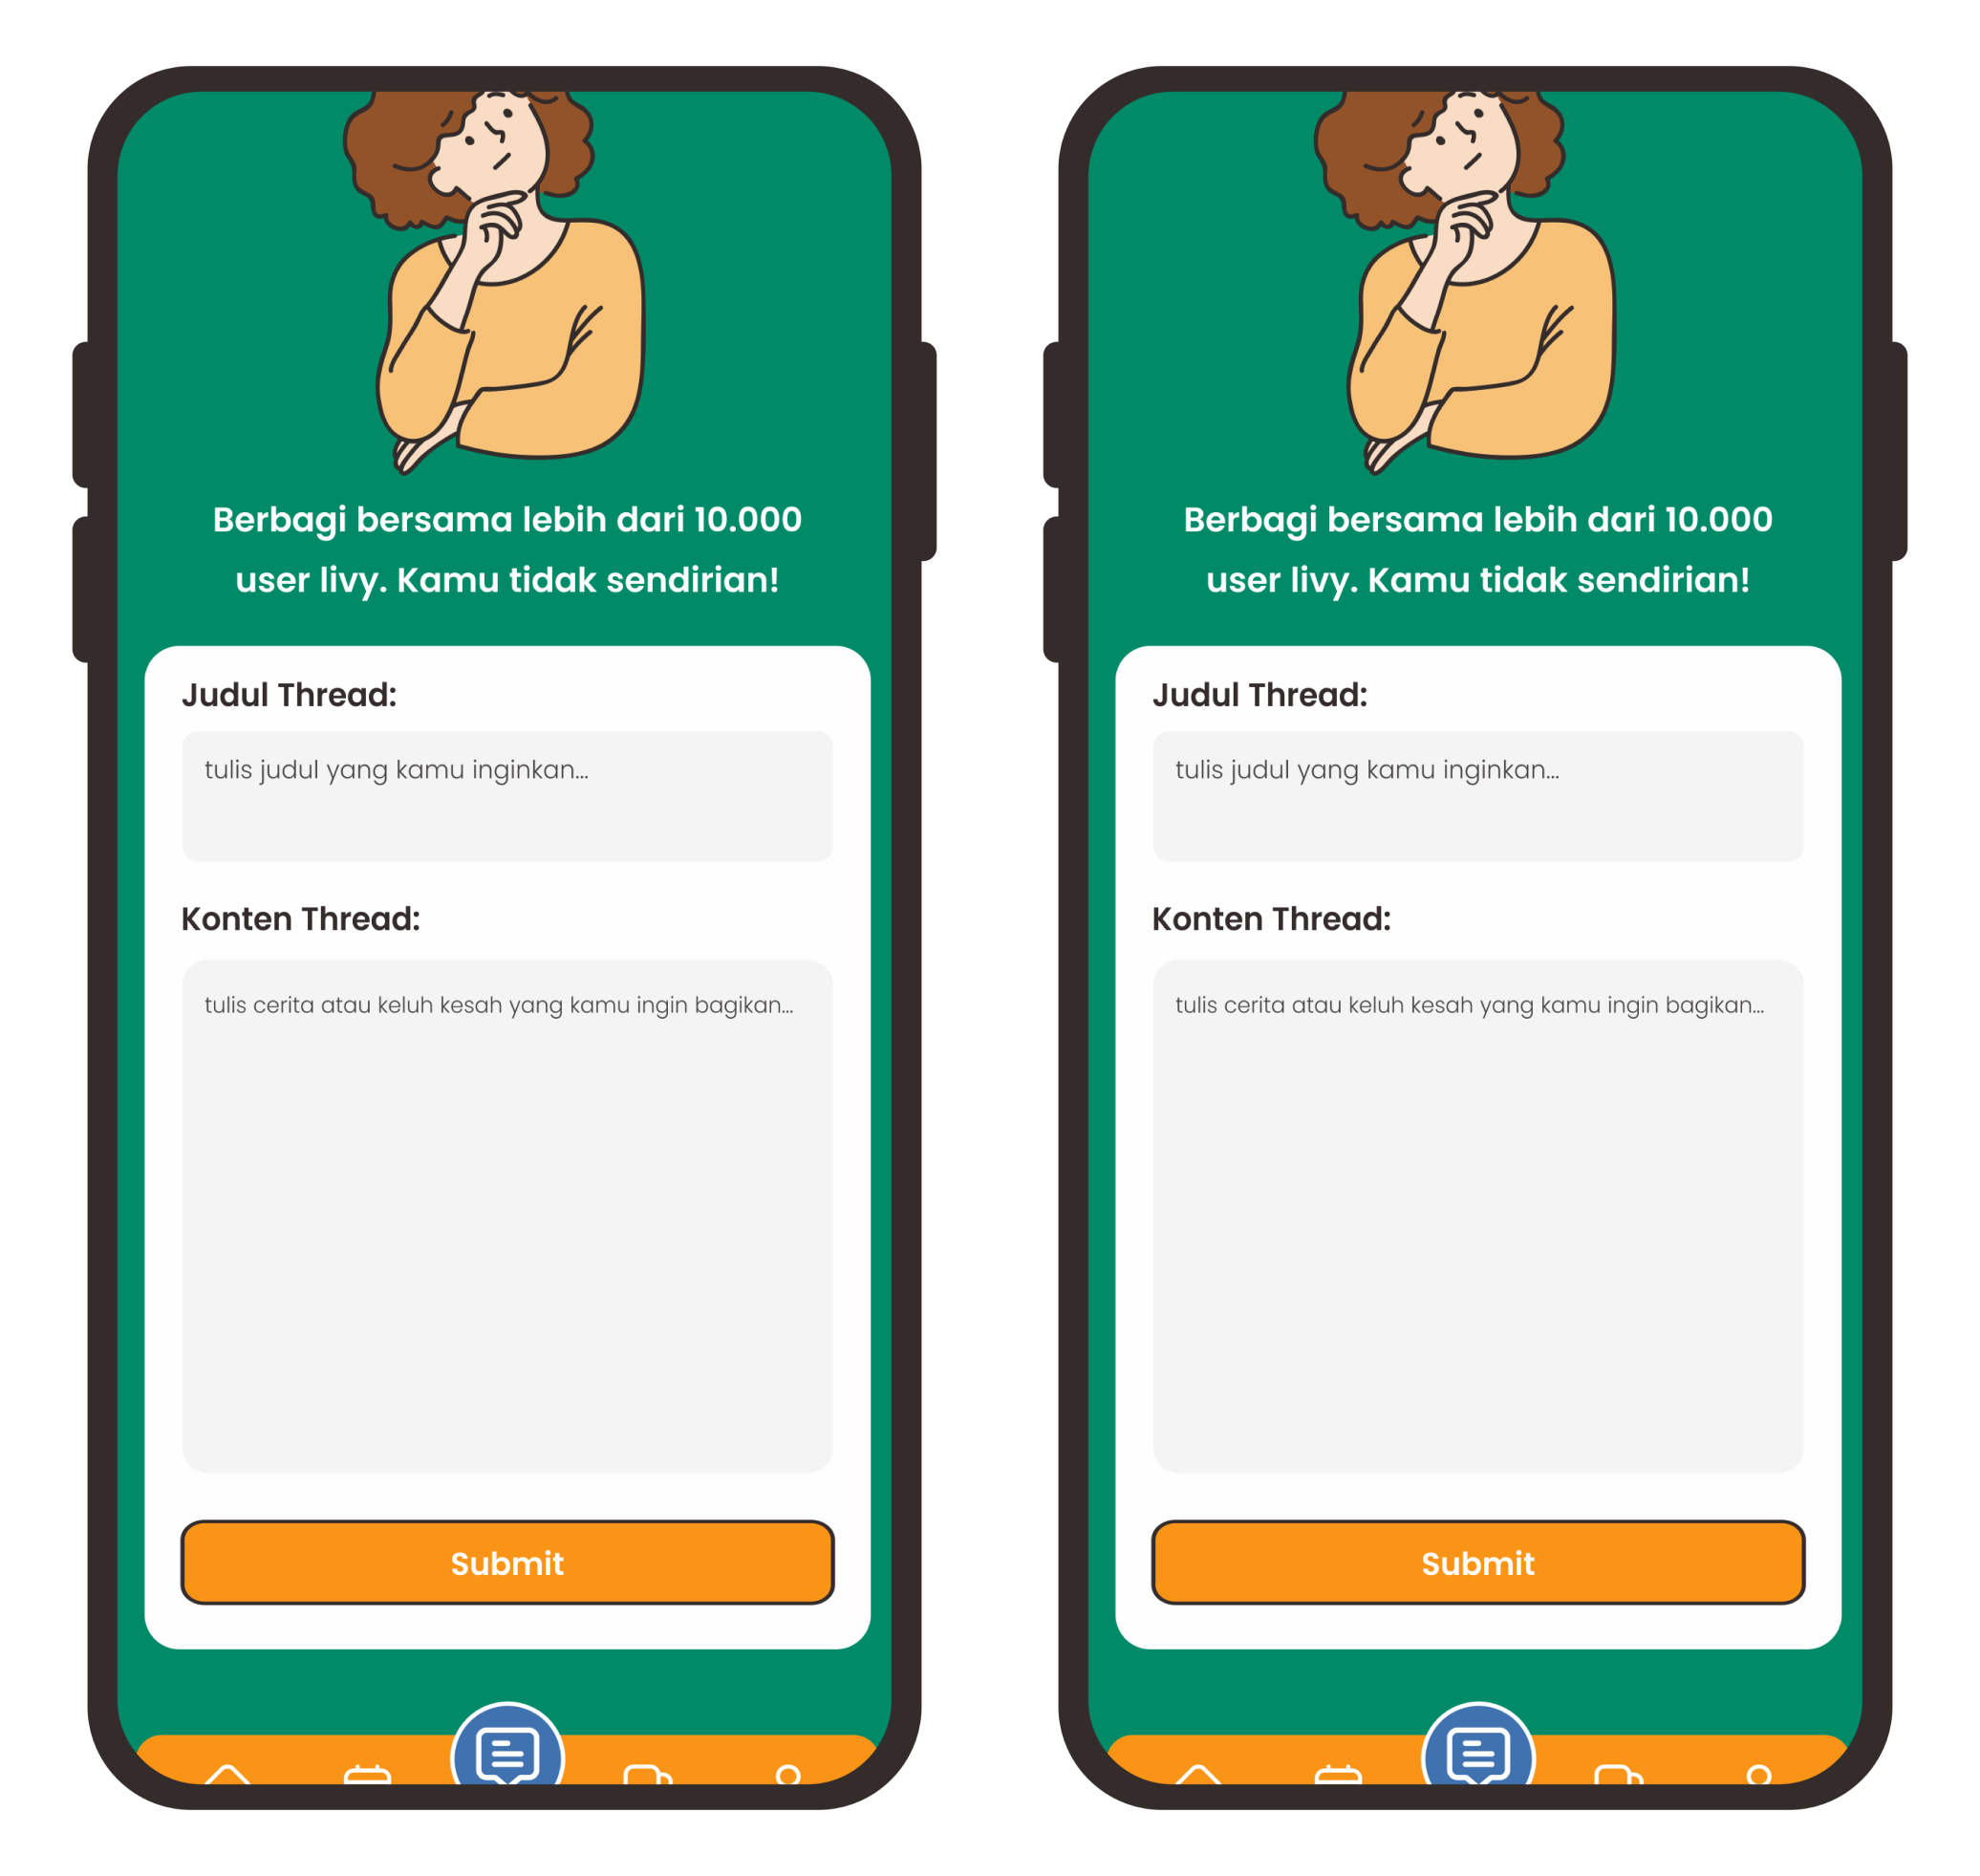 Berbagi bersama lebih dari 10.000
user livy. Kamu tidak sendirian!
Judul Thread:
tulis judul yang kamu inginkan...
Konten Thread:
tulis cerita atau keluh kesah yang kamu ingin bagikan...
Submit
Berbagi bersama lebih dari 10.000
user livy. Kamu tidak sendirian!
Judul Thread:
tulis judul yang kamu inginkan...
Konten Thread:
tulis cerita atau keluh kesah yang kamu ingin bagikan...
Submit